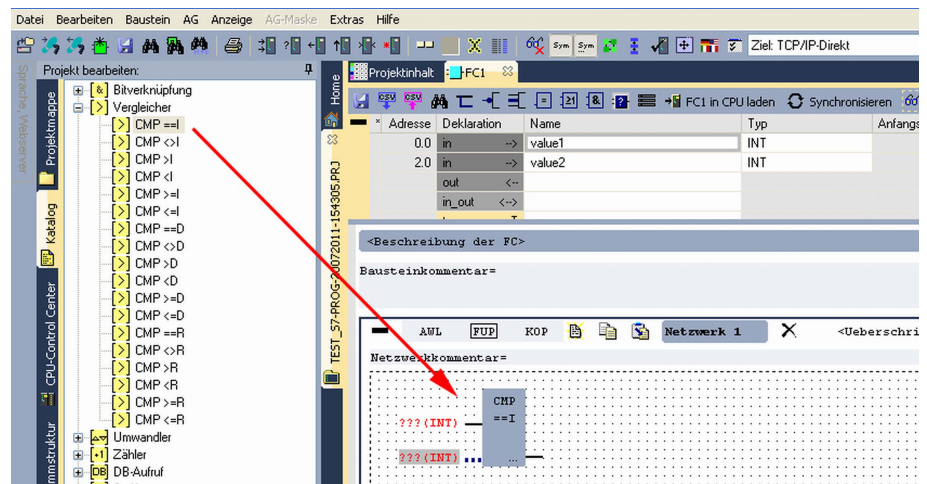 Datei Bearbeiten Baustein AG Anzeige AG-Maske Extras Hilfe
Sym Sym Ziel: TCP/IP-Direkt
Sprache/Webserver
Projektmappe
Katalog
CPU-Control Center
mmstruktur
Projekt bearbeiten:
[&] Bitverknüpfung
[>] Vergleicher
[>] CMP ==I
[>] CMP <>I
[>] CMP >I
[>] CMP <I
[>] CMP >=I
[>] CMP <=I
[>] CMP ==D
[>] CMP <>D
[>] CMP >D
[>] CMP <D
[>] CMP >=D
[>] CMP <=D
[>] CMP ==R
[>] CMP <>R
[>] CMP >R
[>] CMP <R
[>] CMP >=R
[>] CMP <=R
Umwandler
[+1] Zähler
[DB] DB-Aufruf
Home
TEST_S7-PROG-20072011-154305.PRJ
Projektinhalt FC1
CSV CSV FC1 in CPU laden Synchronisieren
* Adresse Deklaration Name Typ Anfangs
0.0 in --> value1 INT
2.0 in --> value2 INT
out <--
in_out <-->
<Beschreibung der FC>
Bausteinkommentar=
AWL FUP KOP Netzwerk 1 <Ueberschri
Netzwerkkommentar=
CMP
??? (INT) ==I
??? (INT) ...